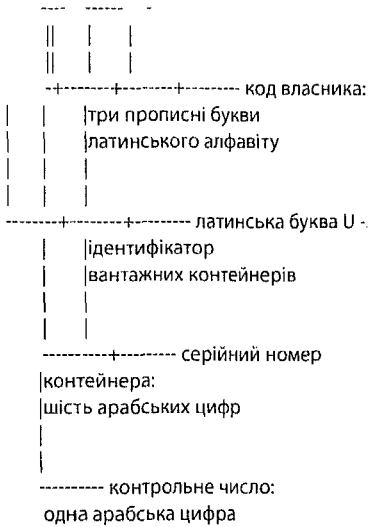 код власника:
три прописні букви
латинського алфавіту
латинська буква U -
ідентифікатор
вантажних контейнерів
серійний номер
контейнера:
шість арабських цифр
контрольне число:
одна арабська цифра